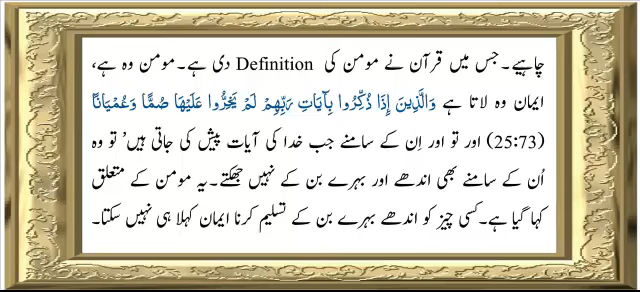 چاہیے۔ جس میں قرآن نے مومن کی Definition دی ہے۔ مومن وہ ہے،
ایمان وہ لاتا ہے وَالَّذِينَ إِذَا ذُكِّرُوا بِآيَاتِ رَبِّهِمْ لَمْ يَخِرُّوا عَلَيْهَا صُمًّا وَعُمْيَانًا
(25:73) اور تو اور اِن کے سامنے جب خدا کی آیات پیش کی جاتی ہیں’ تو وہ
اُن کے سامنے بھی اندھے اور بہرے بن کے نہیں جھکتے۔ یہ مومن کے متعلق
کہا گیا ہے۔ کسی چیز کو اندھے بہرے بن کے تسلیم کرنا ایمان کہلا ہی نہیں سکتا۔